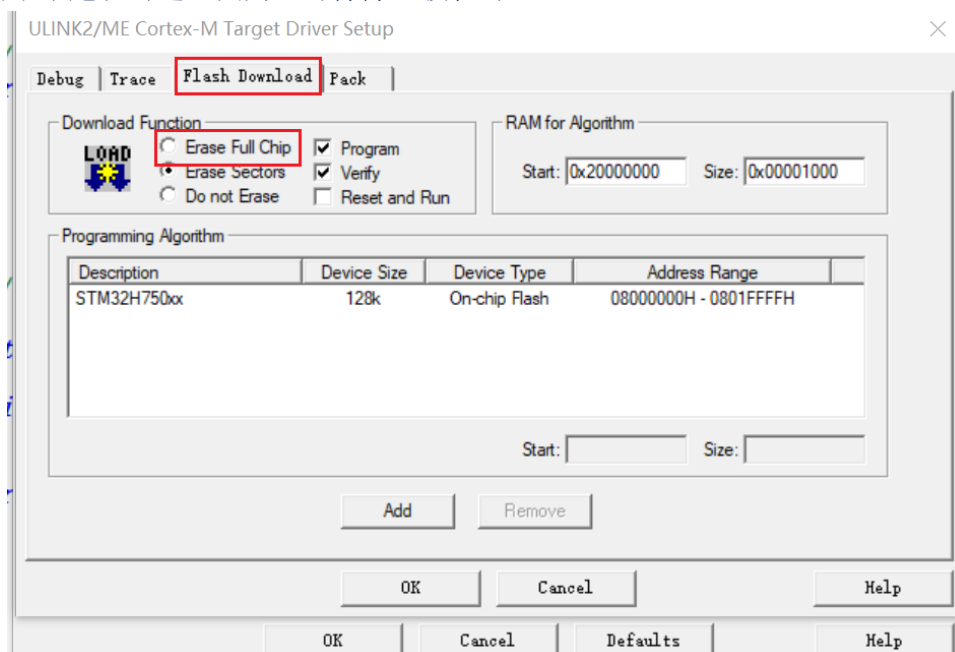 ULINK2/ME Cortex-M Target Driver Setup
Debug Trace Flash Download Pack
Download Function
LOAD
Erase Full Chip
Erase Sectors
Do not Erase
Program
Verify
Reset and Run
RAM for Algorithm
Start: 0x20000000 Size: 0x00001000
Programming Algorithm
Description Device Size Device Type Address Range
STM32H750xx 128k On-chip Flash 08000000H - 0801FFFFH
Start: Size:
Add Remove
OK Cancel Help
OK Cancel Defaults Help